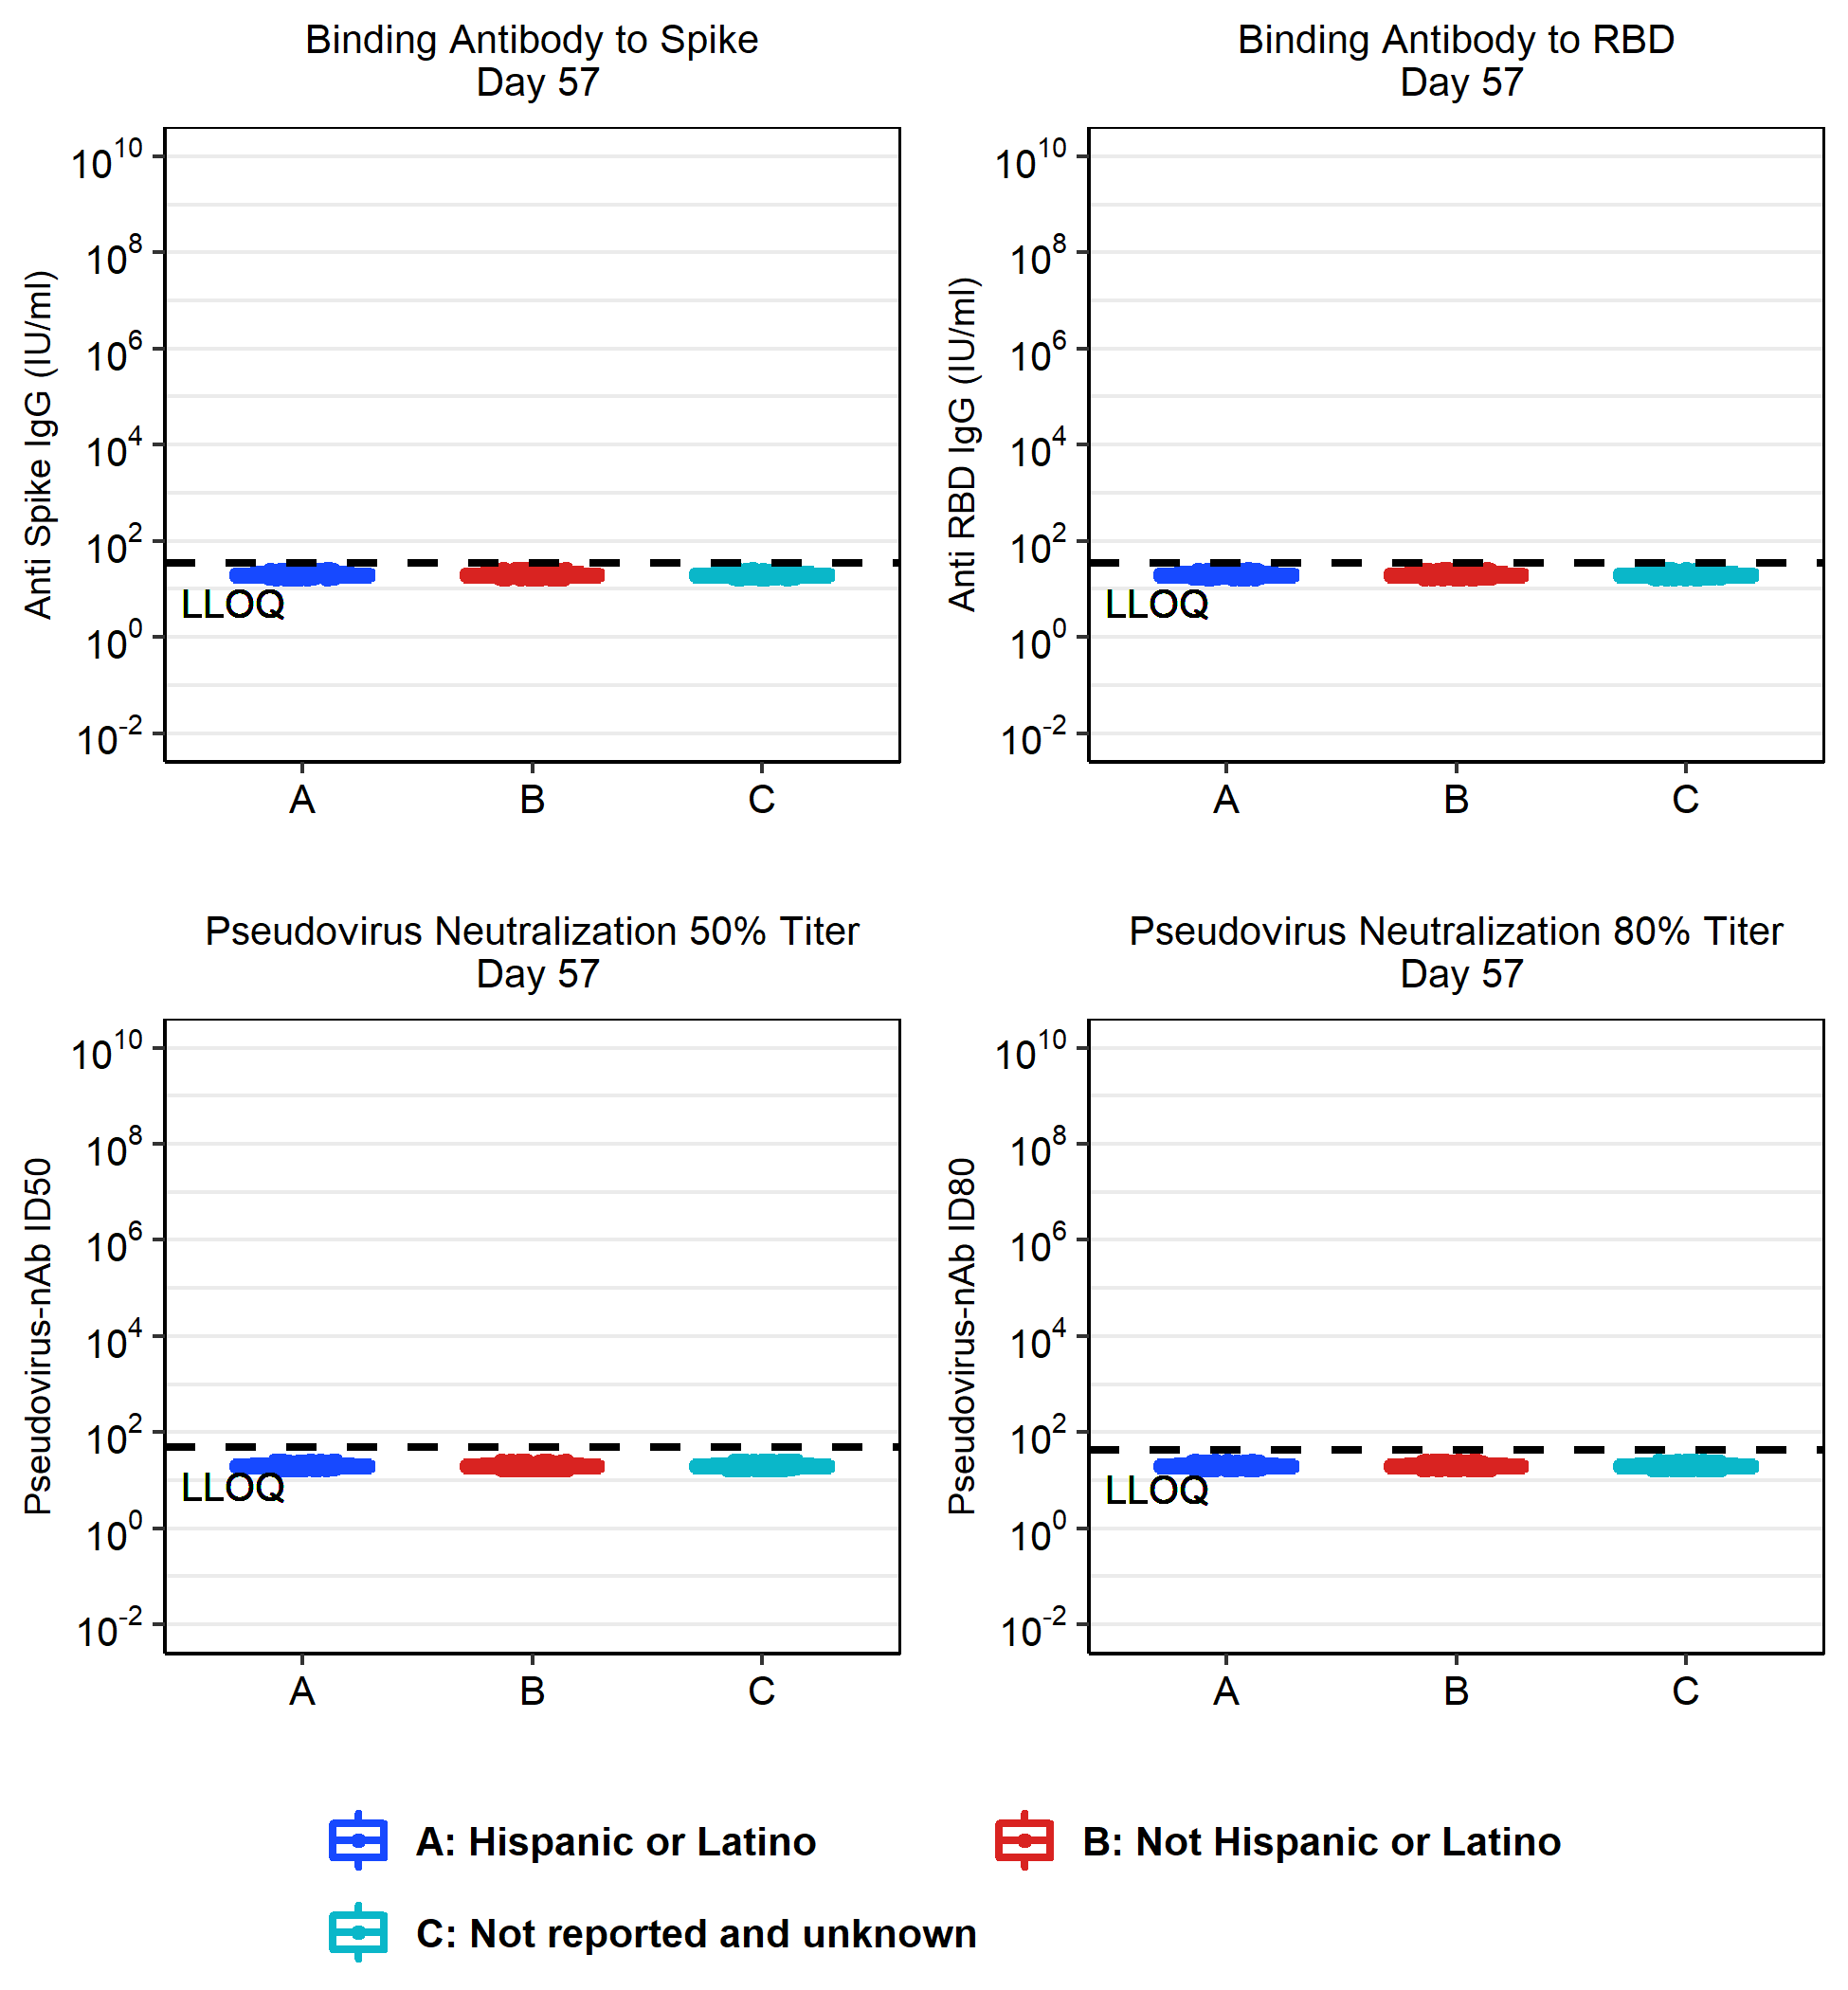 Binding Antibody to Spike
Day 57
Anti Spike IgG (IU/ml)
10^10
10^8
10^6
10^4
10^2
10^0
10^-2
LLOQ
A B C
Binding Antibody to RBD
Day 57
Anti RBD IgG (IU/ml)
10^10
10^8
10^6
10^4
10^2
10^0
10^-2
LLOQ
A B C
Pseudovirus Neutralization 50% Titer
Day 57
Pseudovirus-nAb ID50
10^10
10^8
10^6
10^4
10^2
10^0
10^-2
LLOQ
A B C
Pseudovirus Neutralization 80% Titer
Day 57
Pseudovirus-nAb ID80
10^10
10^8
10^6
10^4
10^2
10^0
10^-2
LLOQ
A B C
A: Hispanic or Latino
B: Not Hispanic or Latino
C: Not reported and unknown